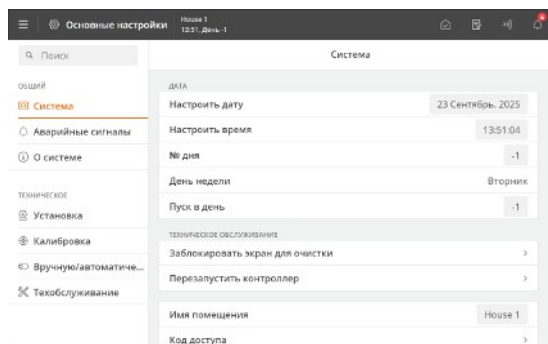 Основные настройки
House 1
13:51, День -1
Поиск
Система
ОБЩИЙ
Система
Аварийные сигналы
О системе
ТЕХНИЧЕСКОЕ
Установка
Калибровка
Вручную/автоматиче...
Техобслуживание
ДАТА
Настроить дату
23 Сентябрь. 2025
Настроить время
13:51:04
№ дня
-1
День недели
Вторник
Пуск в день
-1
ТЕХНИЧЕСКОЕ ОБСЛУЖИВАНИЕ
Заблокировать экран для очистки
Перезапустить контроллер
Имя помещения
House 1
Код доступа